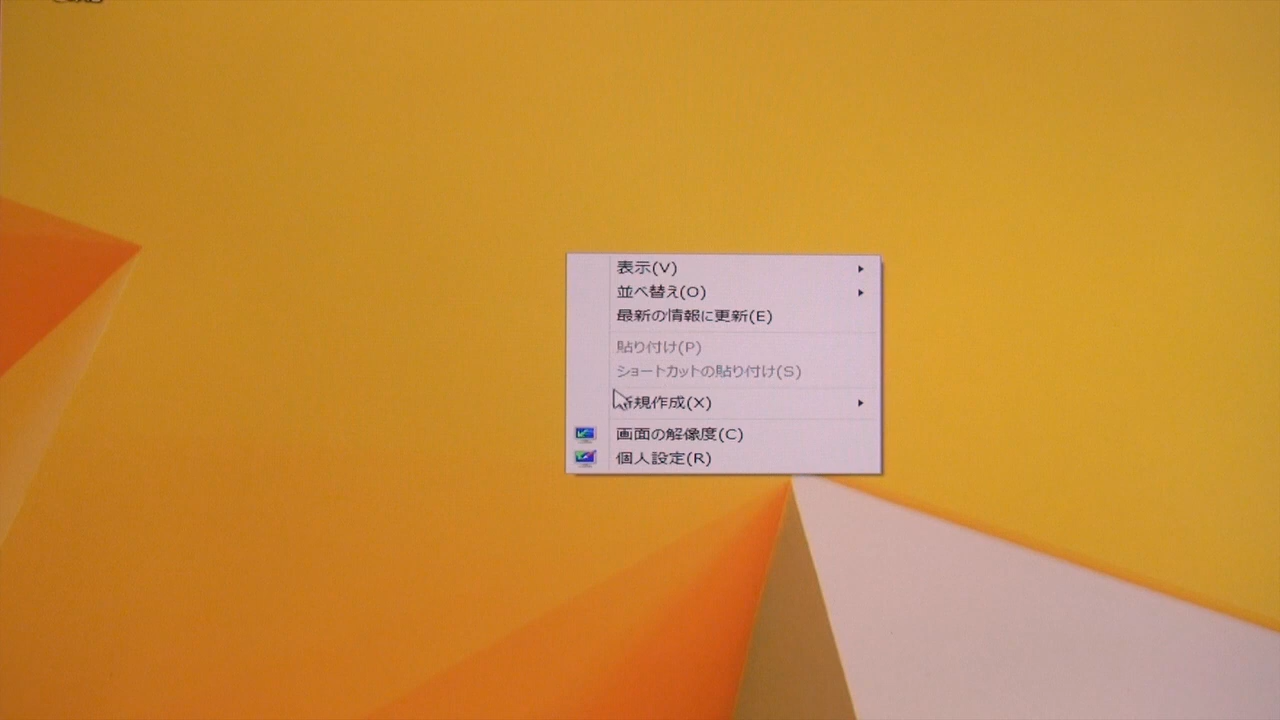 表示(V)
並べ替え(O)
最新の情報に更新(E)
貼り付け(P)
ショートカットの貼り付け(S)
新規作成(X)
画面の解像度(C)
個人設定(R)